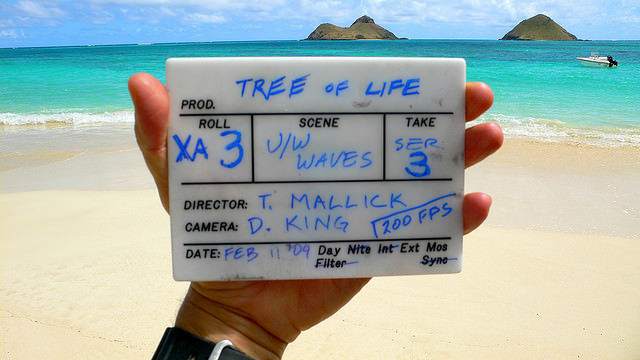 PROD. TREE OF LIFE
ROLL SCENE TAKE
XA 3 U/W WAVES SER 3
DIRECTOR: T. MALLICK
CAMERA: D. KING 200 FPS
DATE: FEB 11 '09 Day Nite Int Ext Mos
Filter Sync